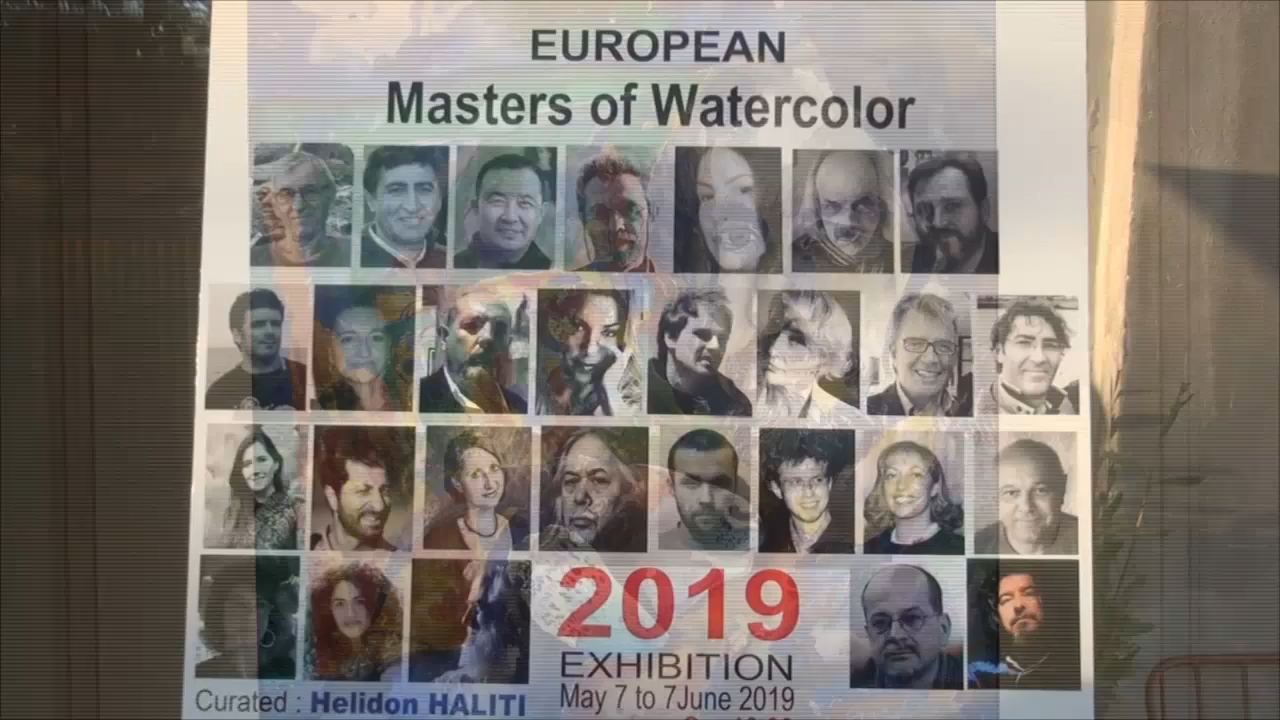 EUROPEAN
Masters of Watercolor
2019
EXHIBITION
May 7 to 7June 2019
Curated : Helidon HALITI